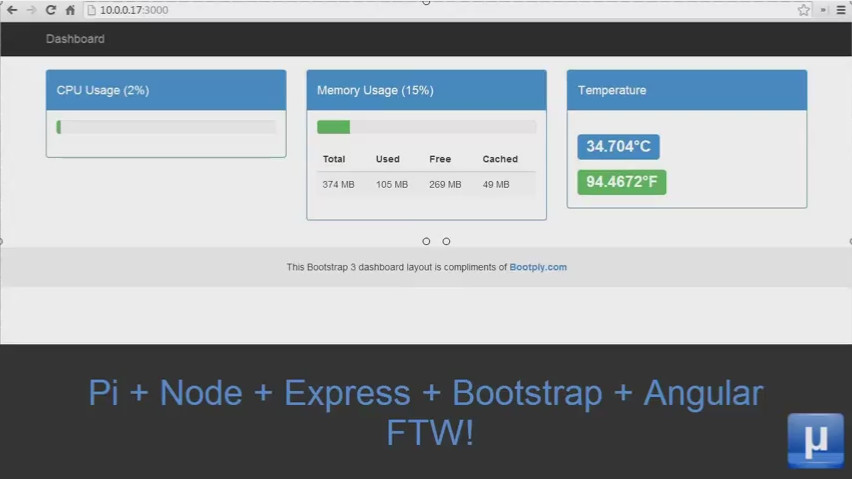 10.0.0.17:3000
Dashboard
CPU Usage (2%)
Memory Usage (15%)
Total Used Free Cached
374 MB 105 MB 269 MB 49 MB
Temperature
34.704°C
94.4672°F
This Bootstrap 3 dashboard layout is compliments of Bootply.com
Pi + Node + Express + Bootstrap + Angular
FTW!
µ